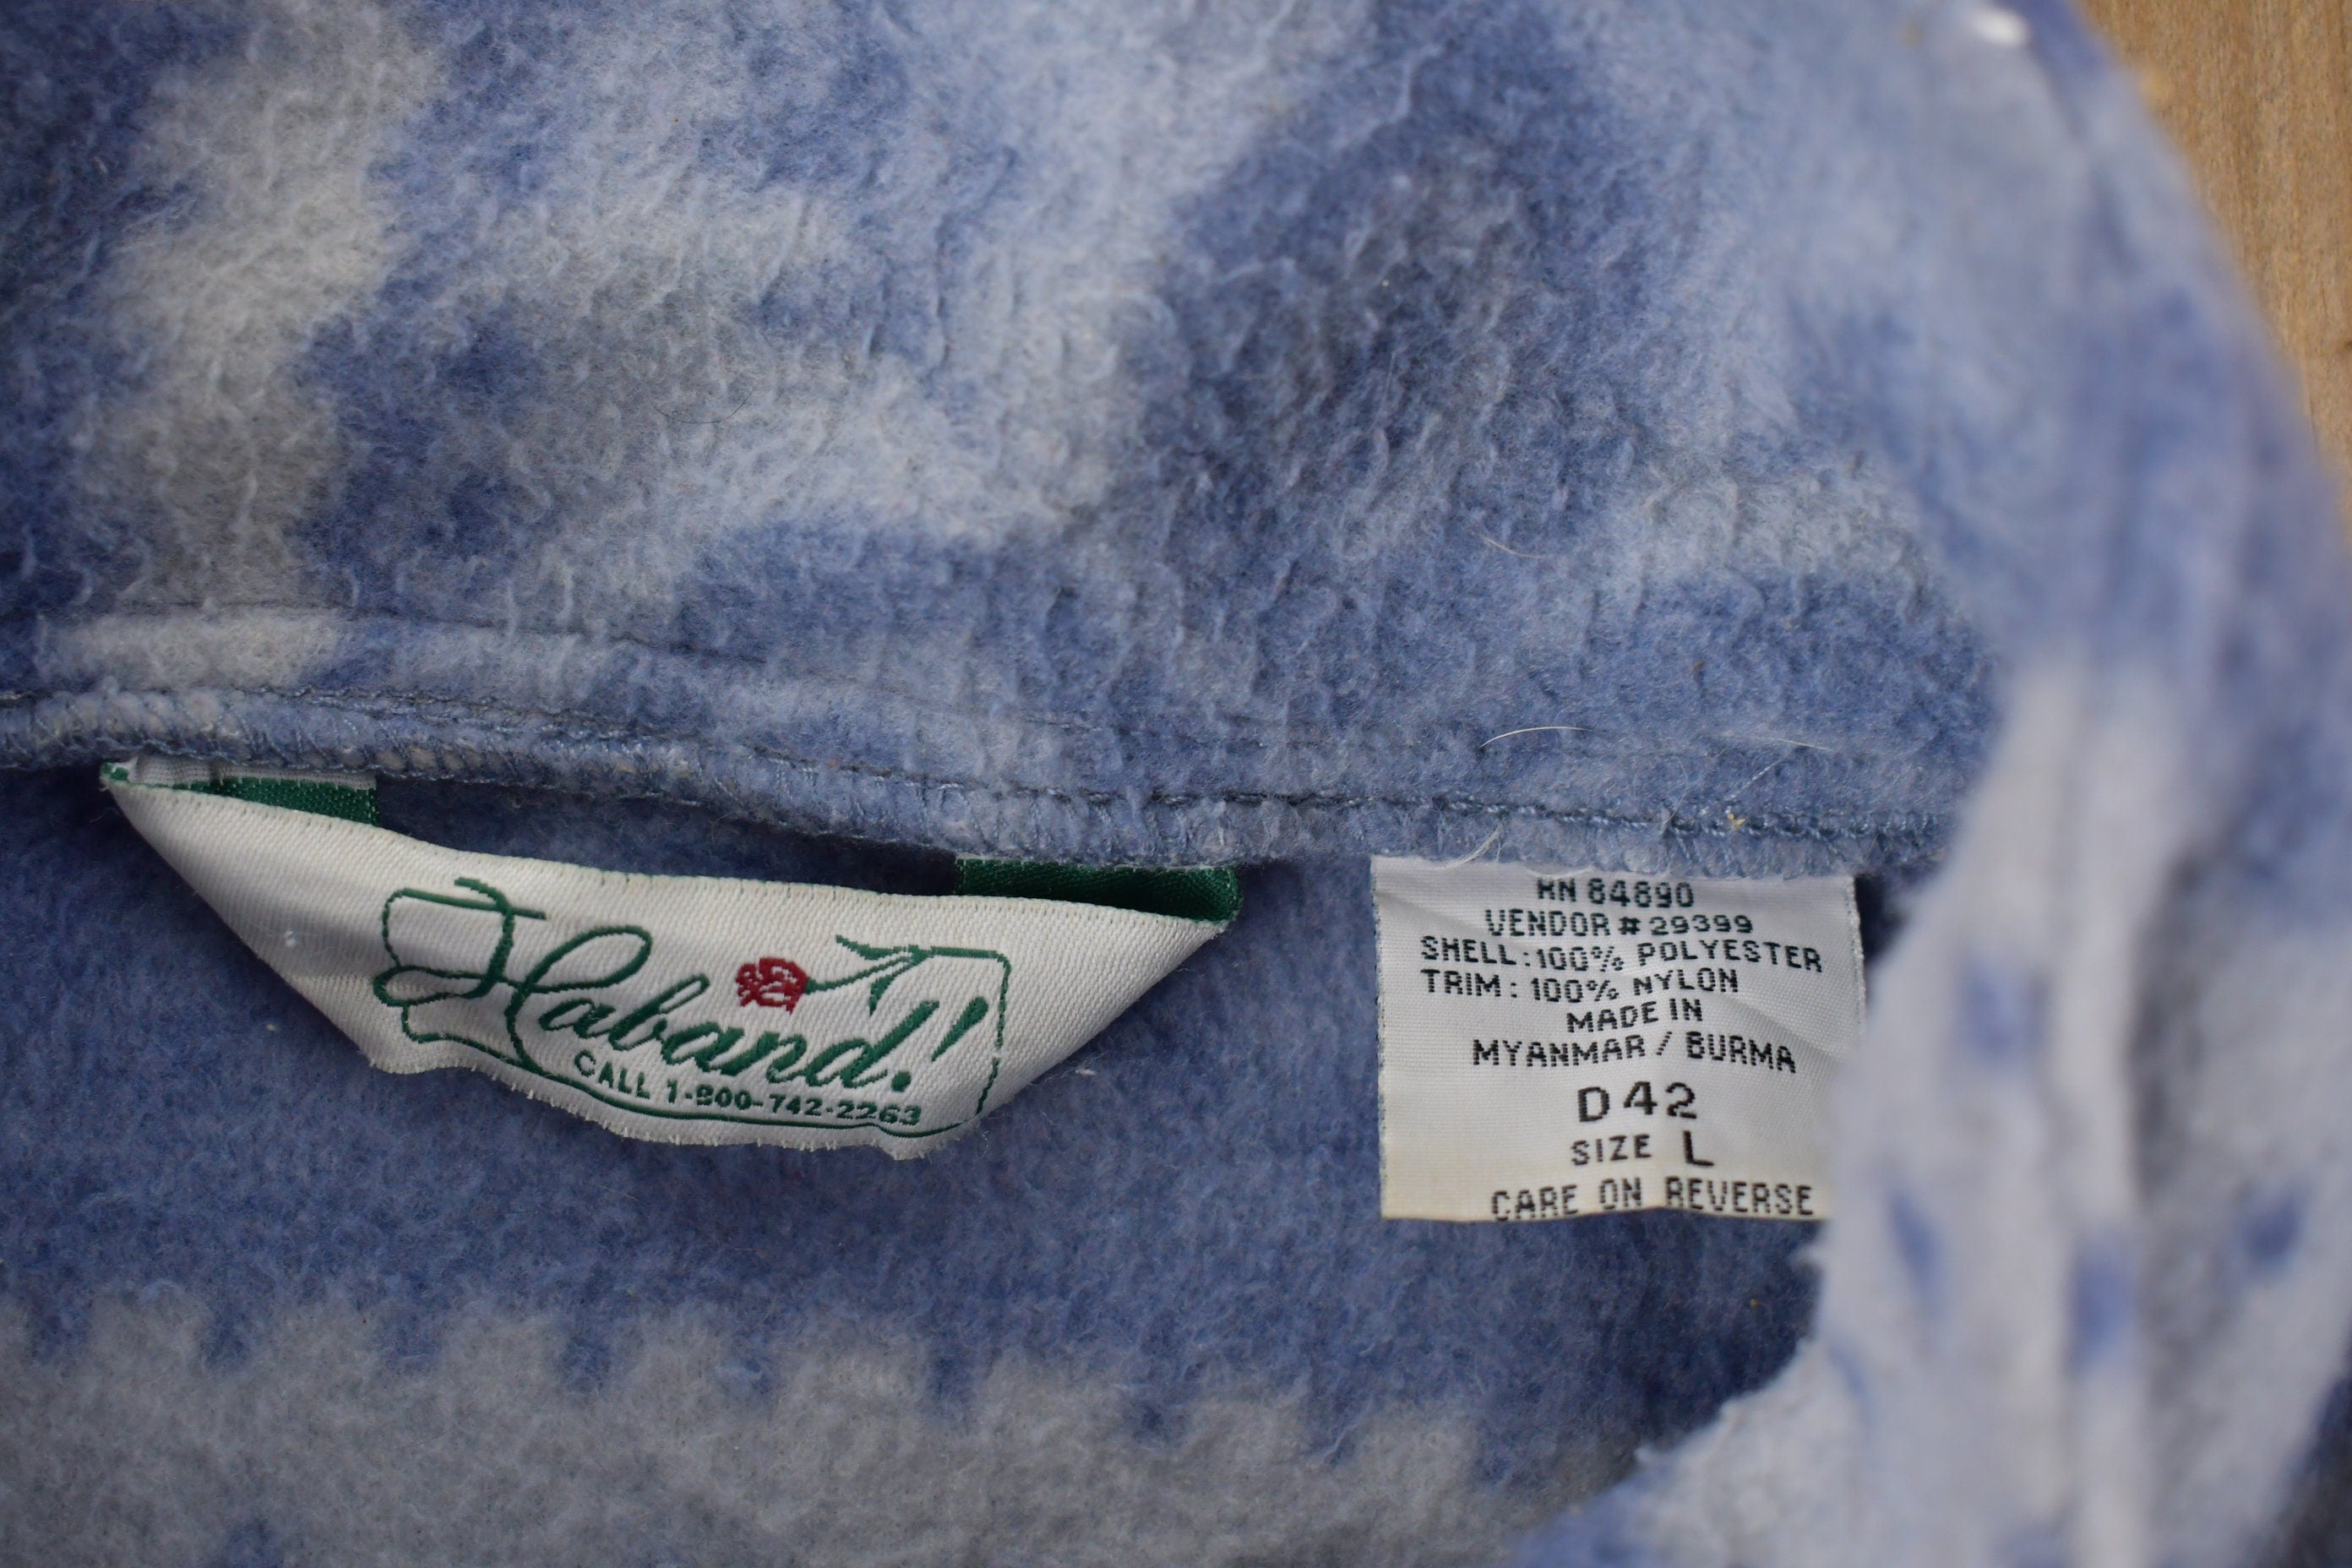 Haband!
CALL 1-800-742-2263
RN 84890
VENDOR # 29399
SHELL: 100% POLYESTER
TRIM: 100% NYLON
MADE IN
MYANMAR / BURMA
D42
SIZE L
CARE ON REVERSE